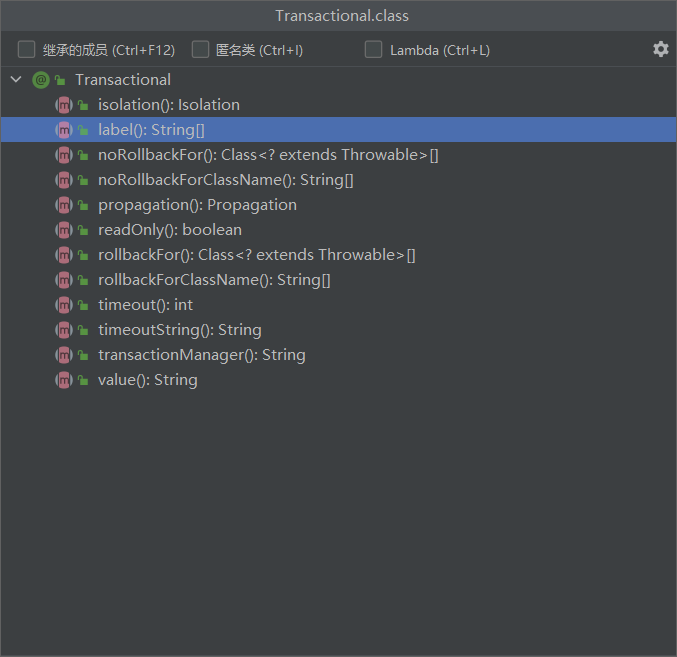 Transactional.class
继承的成员 (Ctrl+F12) 匿名类 (Ctrl+I) Lambda (Ctrl+L)
@ Transactional
m isolation(): Isolation
m label(): String[]
m noRollbackFor(): Class<? extends Throwable>[]
m noRollbackForClassName(): String[]
m propagation(): Propagation
m readOnly(): boolean
m rollbackFor(): Class<? extends Throwable>[]
m rollbackForClassName(): String[]
m timeout(): int
m timeoutString(): String
m transactionManager(): String
m value(): String